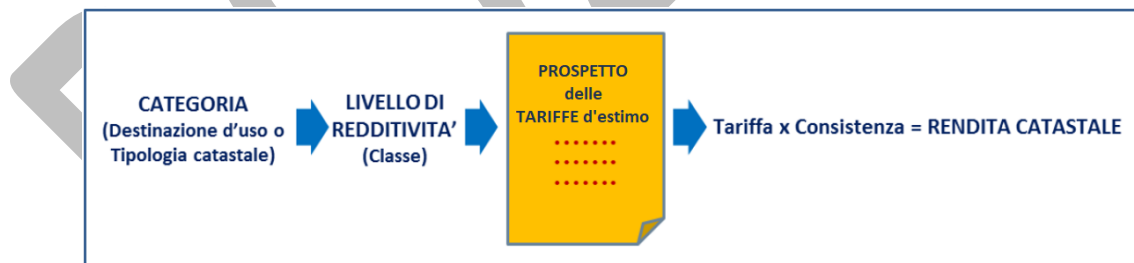 CATEGORIA
(Destinazione d'uso o
Tipologia catastale)
LIVELLO DI
REDDITIVITA'
(Classe)
PROSPETTO
delle
TARIFFE d'estimo
.......
.......
.......
Tariffa x Consistenza = RENDITA CATASTALE